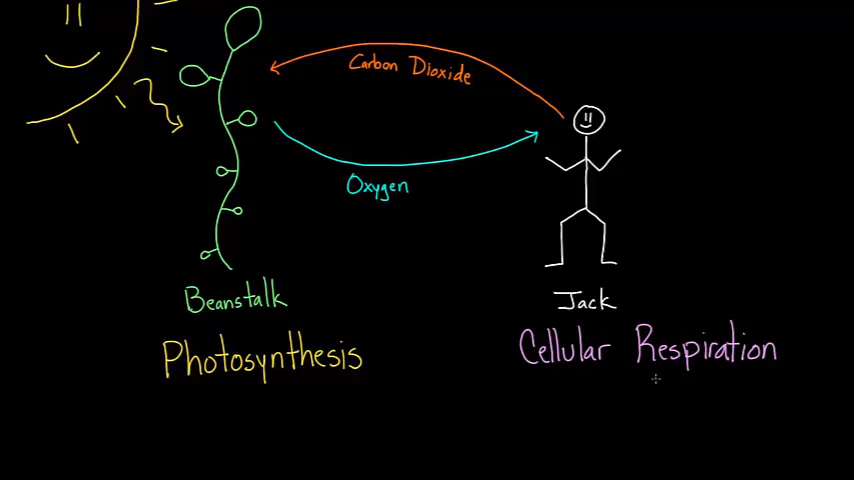 Carbon Dioxide
Oxygen
Beanstalk
Jack
Photosynthesis
Cellular Respiration